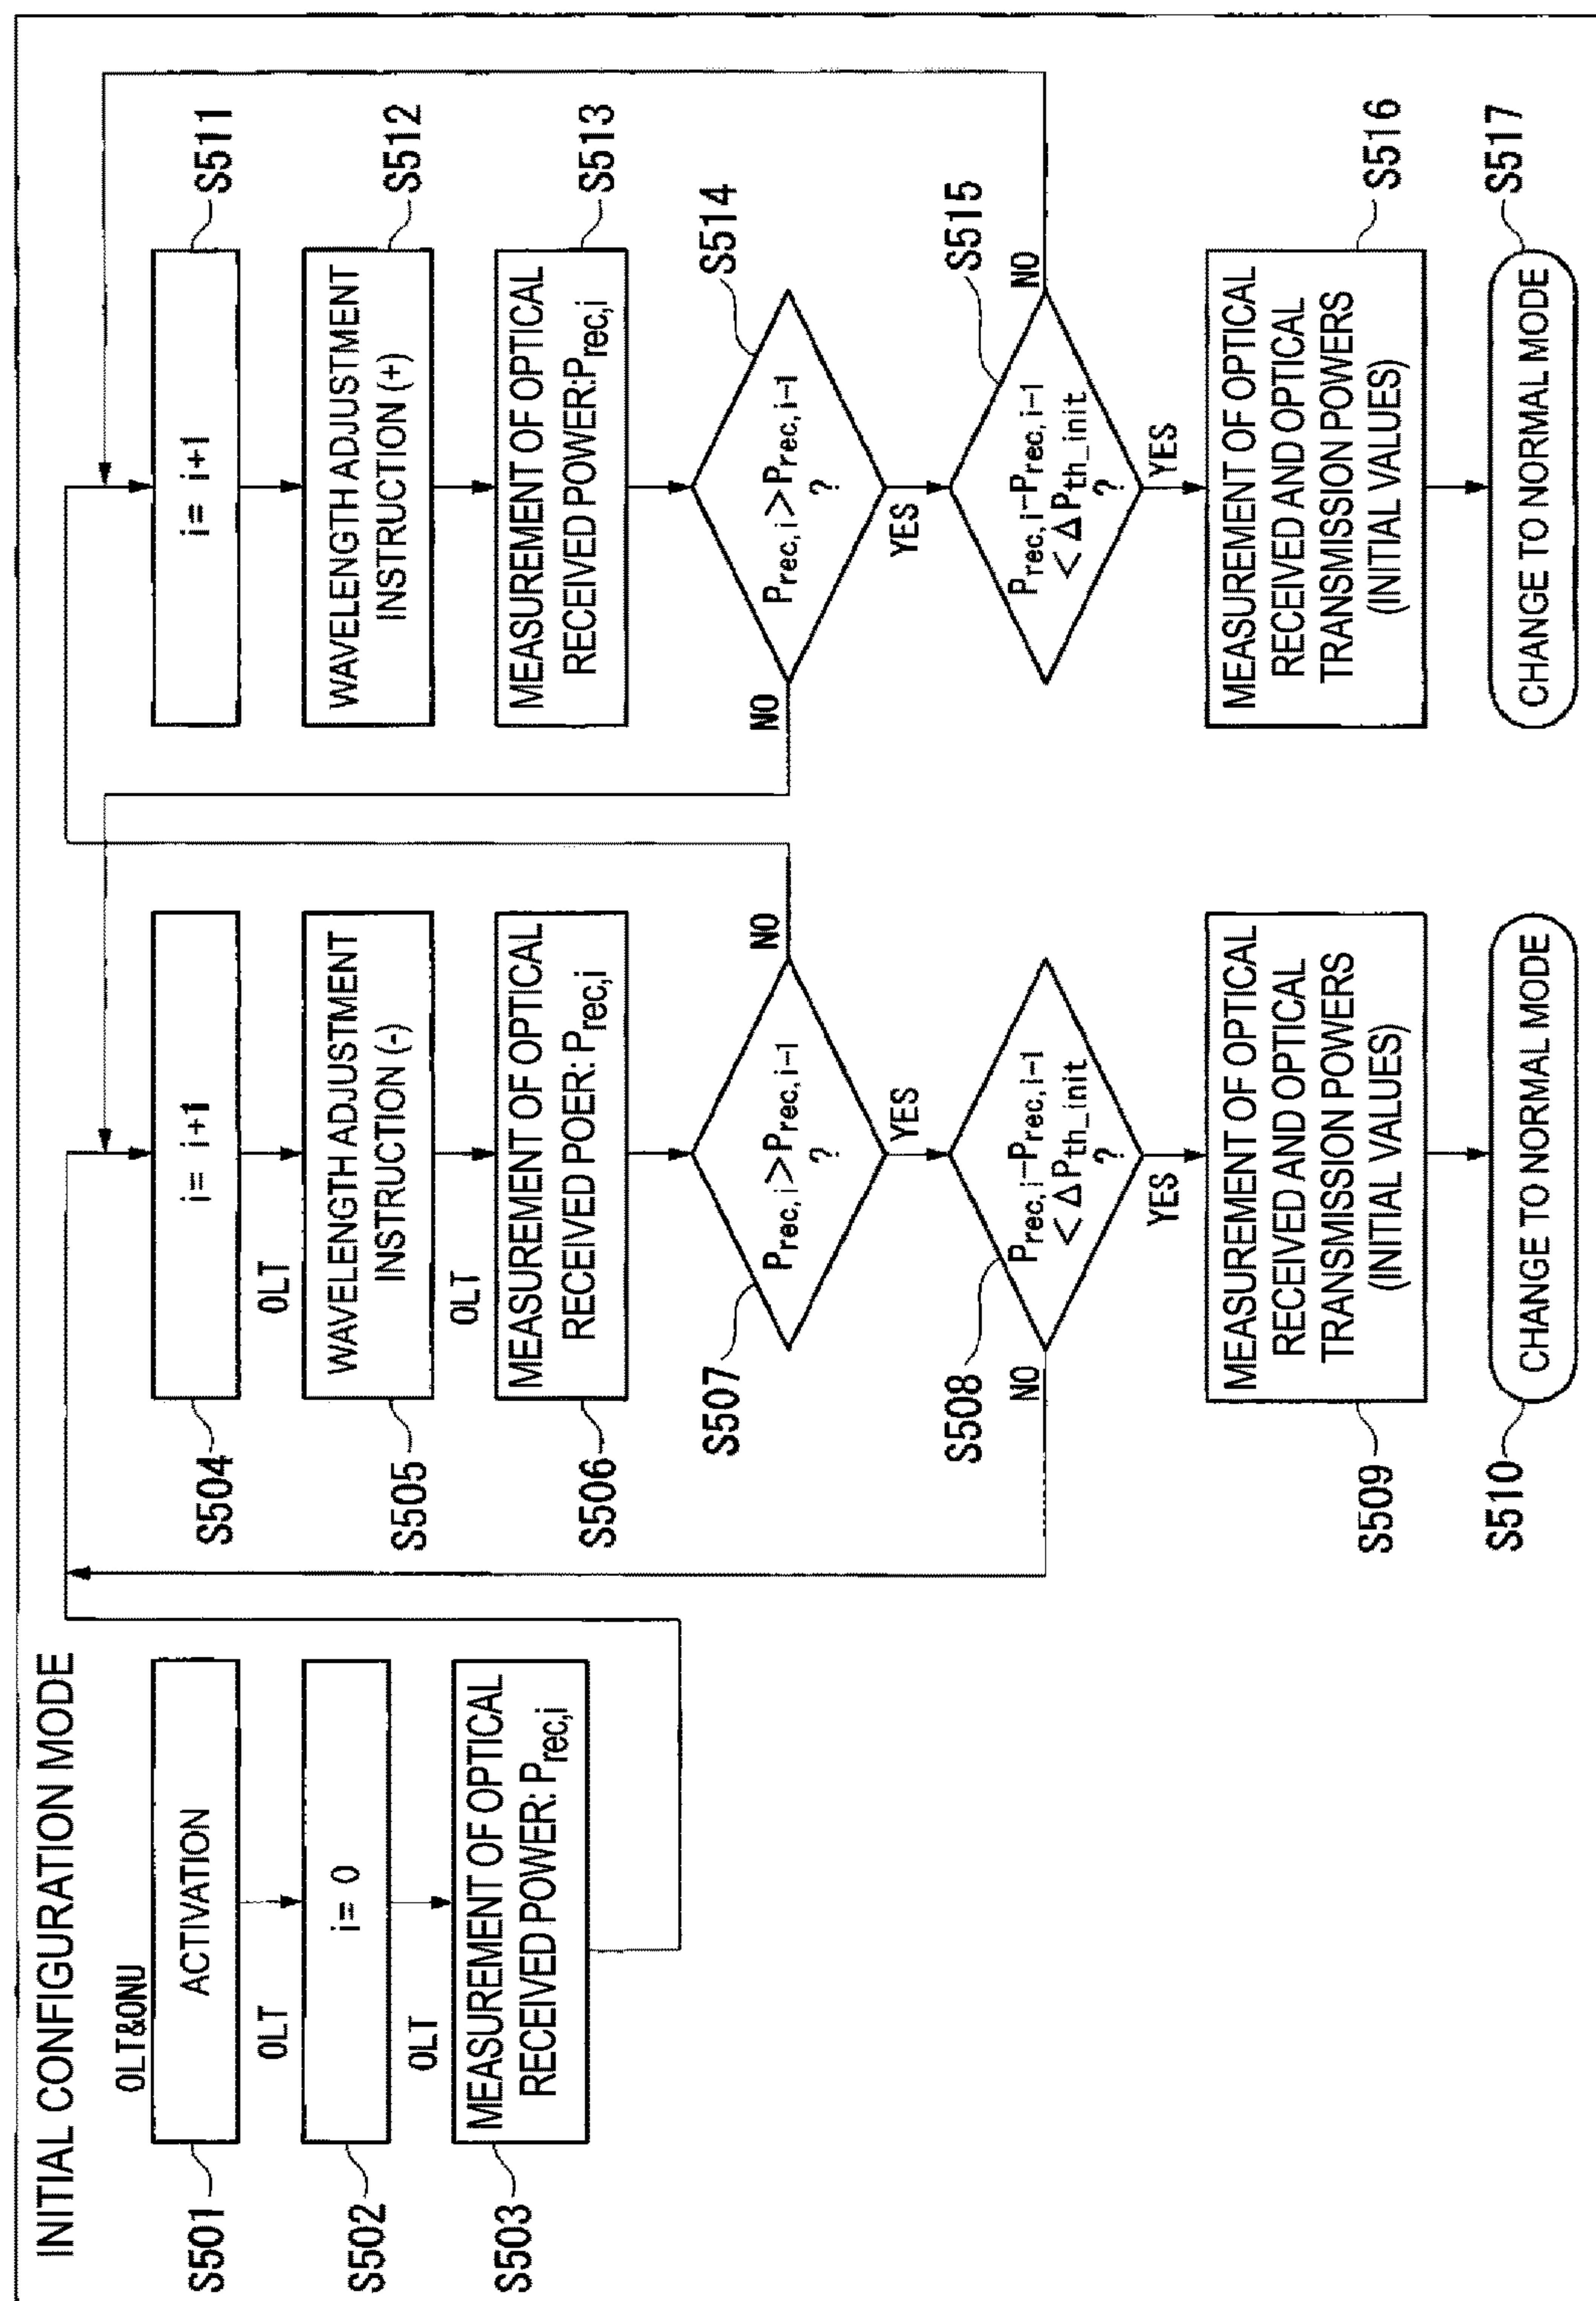 INITIAL CONFIGURATION MODE
OLT&ONU
S501
ACTIVATION
OLT
S502
i= 0
OLT
S503
MEASUREMENT OF OPTICAL
RECEIVED POWER: Prec,i
S504
i= i+1
OLT
S505
WAVELENGTH ADJUSTMENT
INSTRUCTION (-)
OLT
S506
MEASUREMENT OF OPTICAL
RECEIVED POER: Prec,i
S507
Prec, i>Prec, i-1
?
NO
YES
S508
Prec, i-Prec, i-1
<ΔPth_init
?
NO
YES
S509
MEASUREMENT OF OPTICAL
RECEIVED AND OPTICAL
TRANSMISSION POWERS
(INITIAL VALUES)
S510
CHANGE TO NORMAL MODE
i= i+1
S511
WAVELENGTH ADJUSTMENT
INSTRUCTION (+)
S512
MEASUREMENT OF OPTICAL
RECEIVED POWER:Prec,i
S513
Prec, i>Prec, i-1
?
S514
NO
YES
Prec, i-Prec, i-1
<ΔPth_init
?
S515
NO
YES
MEASUREMENT OF OPTICAL
RECEIVED AND OPTICAL
TRANSMISSION POWERS
(INITIAL VALUES)
S516
CHANGE TO NORMAL MODE
S517